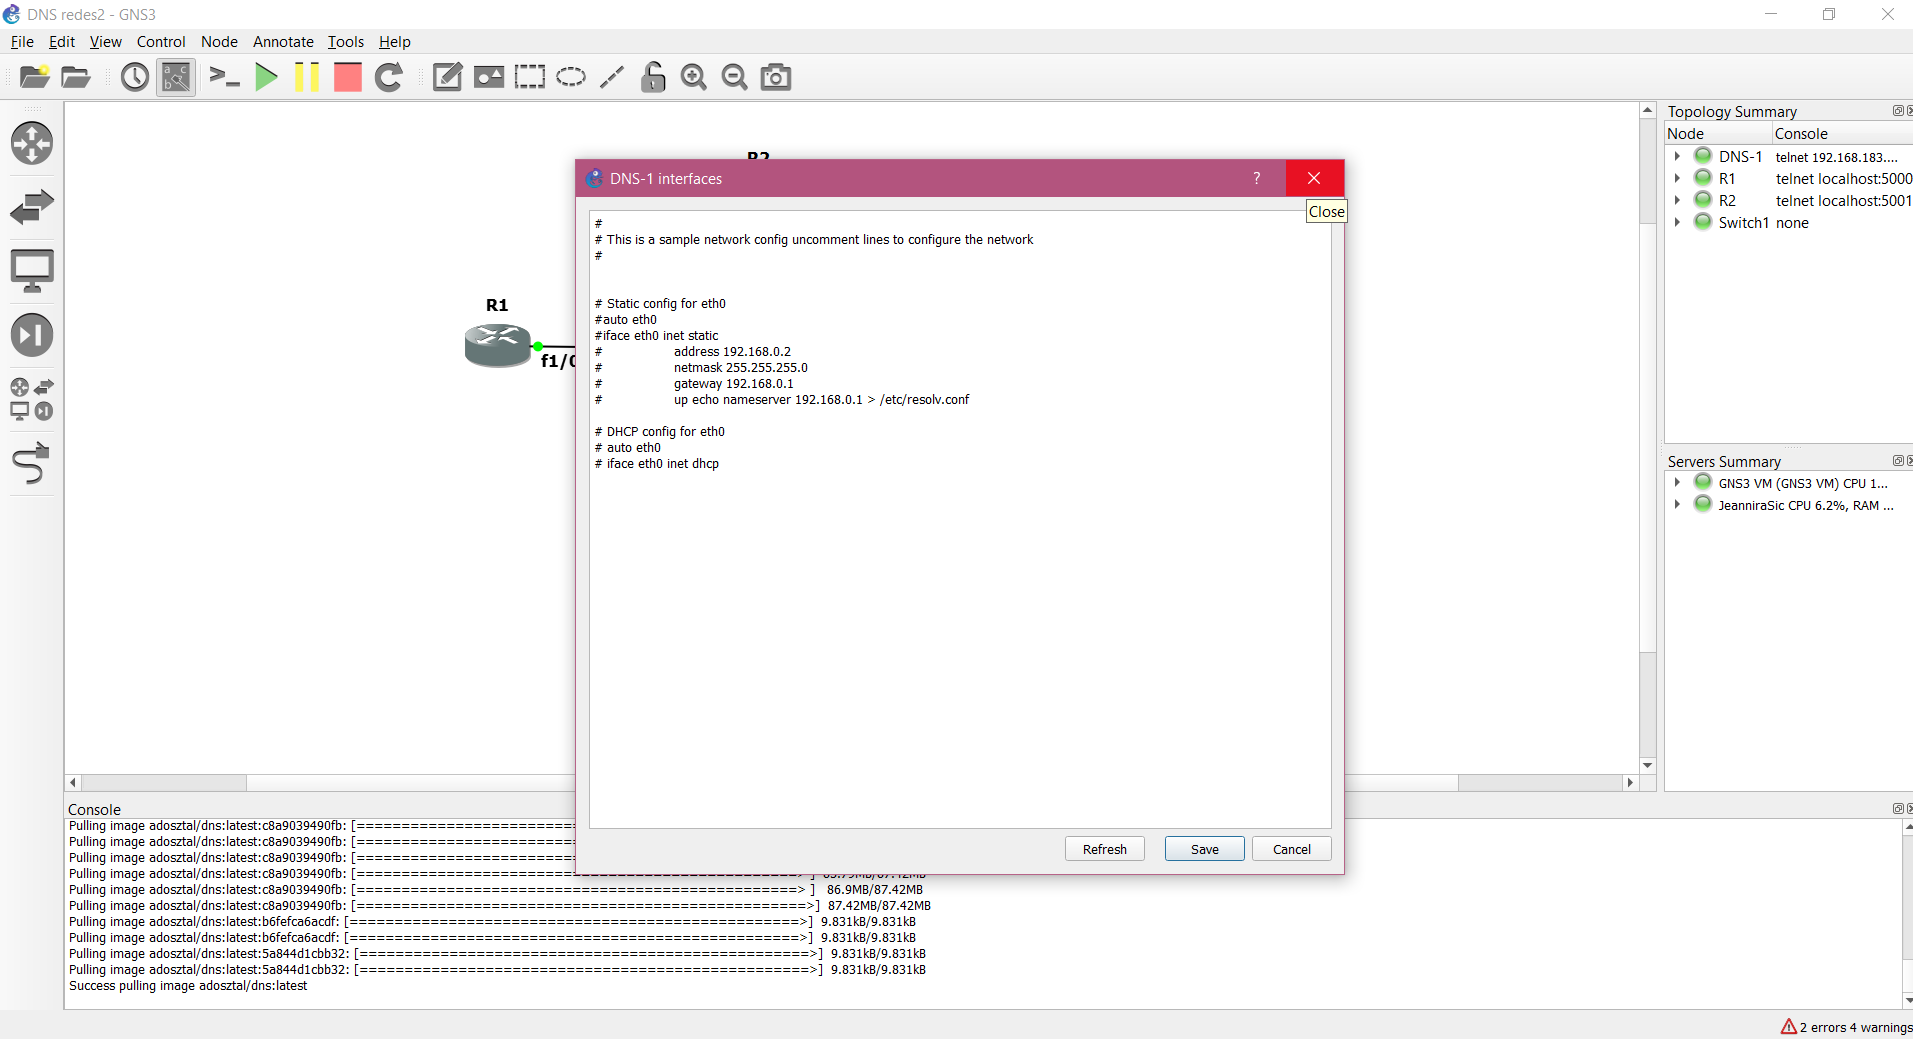 DNS redes2 - GNS3
File Edit View Control Node Annotate Tools Help
R2
R1
f1/0
DNS-1 interfaces
?
Close
#
# This is a sample network config uncomment lines to configure the network
#
# Static config for eth0
#auto eth0
#iface eth0 inet static
# address 192.168.0.2
# netmask 255.255.255.0
# gateway 192.168.0.1
# up echo nameserver 192.168.0.1 > /etc/resolv.conf
# DHCP config for eth0
# auto eth0
# iface eth0 inet dhcp
Refresh Save Cancel
Topology Summary
Node Console
DNS-1 telnet 192.168.183....
R1 telnet localhost:5000
R2 telnet localhost:5001
Switch1 none
Servers Summary
GNS3 VM (GNS3 VM) CPU 1...
JeanniraSic CPU 6.2%, RAM ...
Console
Pulling image adosztal/dns:latest:c8a9039490fb: [=========================
Pulling image adosztal/dns:latest:c8a9039490fb: [=========================
Pulling image adosztal/dns:latest:c8a9039490fb: [=========================
Pulling image adosztal/dns:latest:c8a9039490fb: [=================================================> ] 85.79MB/87.42MB
Pulling image adosztal/dns:latest:c8a9039490fb: [=================================================> ] 86.9MB/87.42MB
Pulling image adosztal/dns:latest:c8a9039490fb: [==================================================>] 87.42MB/87.42MB
Pulling image adosztal/dns:latest:b6fefca6acdf: [==================================================>] 9.831kB/9.831kB
Pulling image adosztal/dns:latest:b6fefca6acdf: [==================================================>] 9.831kB/9.831kB
Pulling image adosztal/dns:latest:5a844d1cbb32: [==================================================>] 9.831kB/9.831kB
Pulling image adosztal/dns:latest:5a844d1cbb32: [==================================================>] 9.831kB/9.831kB
Success pulling image adosztal/dns:latest
2 errors 4 warnings